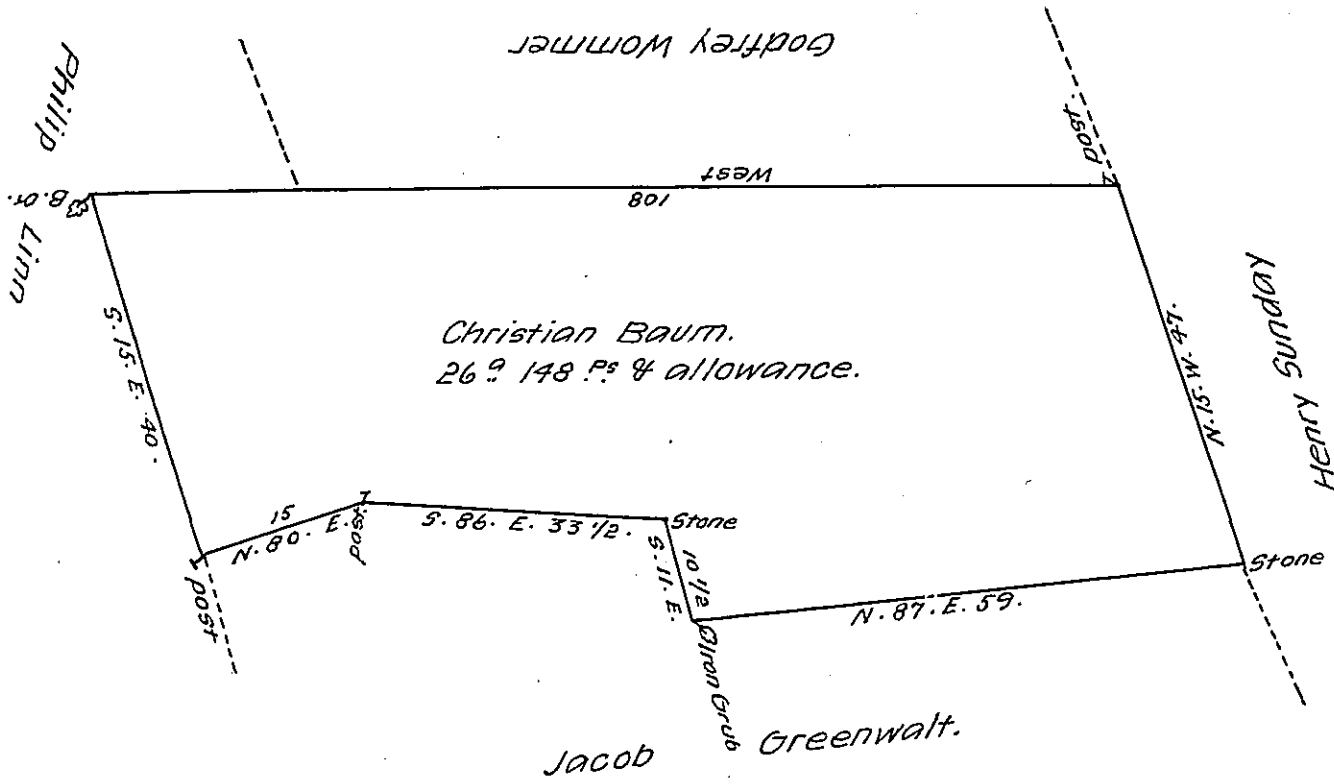 Godfrey Wommer
Philip
Linn
B.Or.
post.
West
108
Henry Sunday
N.15.W.47.
S.15.E.40.
Christian Baum.
26 a 148 Ps & allowance.
15
N.80.E.
post
post
S.86.E.33 1/2.
Stone
S.11.E.
10 1/2
N.87.E.59.
Stone
Grub
Jacob Greenwalt.